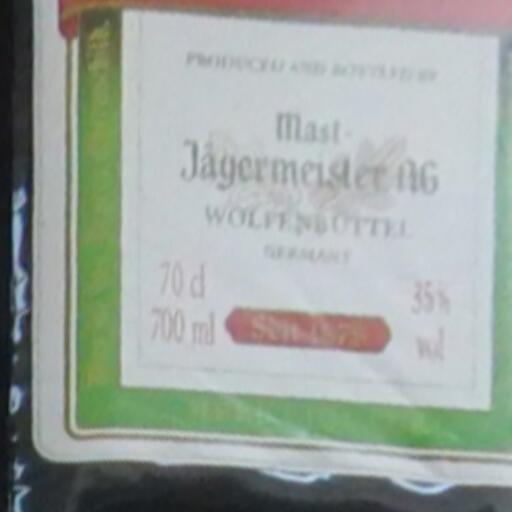 PRODUCED AND BOTTLED BY
Mast-
Jägermeister AG
WOLFENBÜTTEL
GERMANY
70 cl
35%
700 ml
vol